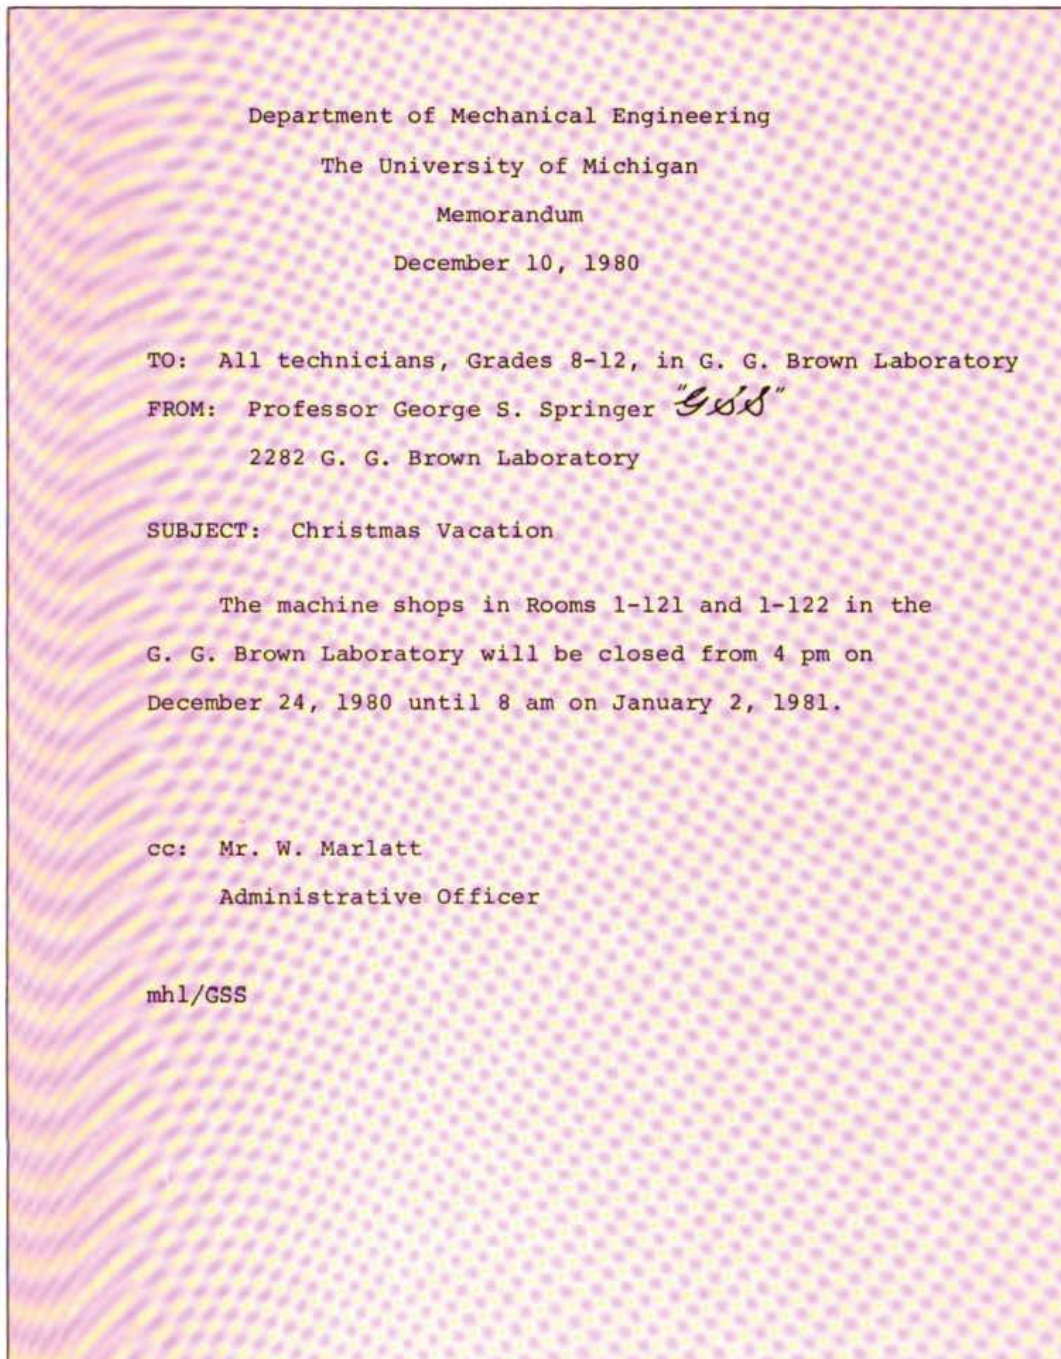 Department of Mechanical Engineering
The University of Michigan
Memorandum
December 10, 1980
TO: All technicians, Grades 8-12, in G. G. Brown Laboratory
FROM: Professor George S. Springer "GSS"
2282 G. G. Brown Laboratory
SUBJECT: Christmas Vacation
The machine shops in Rooms 1-121 and 1-122 in the
G. G. Brown Laboratory will be closed from 4 pm on
December 24, 1980 until 8 am on January 2, 1981.
cc: Mr. W. Marlatt
Administrative Officer
mhl/GSS